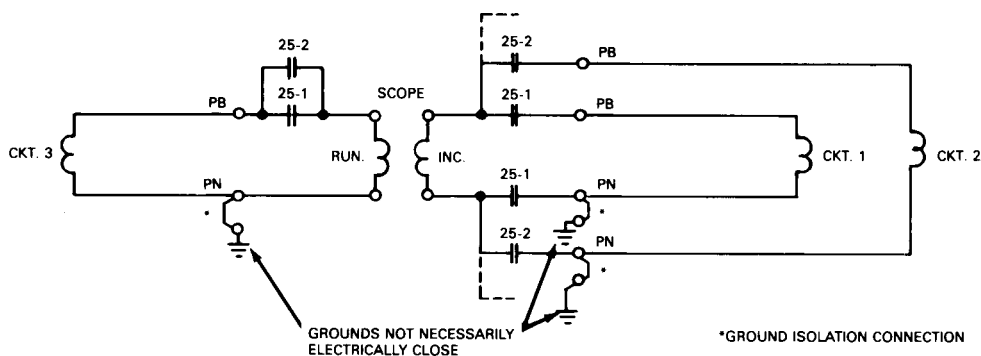 25-2
25-2
PB
25-1
25-1
PB
SCOPE
PB
CKT. 3
RUN.
INC.
CKT. 1
CKT. 2
PN
*
25-1
PN
*
25-2
PN
*
GROUNDS NOT NECESSARILY
ELECTRICALLY CLOSE
*GROUND ISOLATION CONNECTION